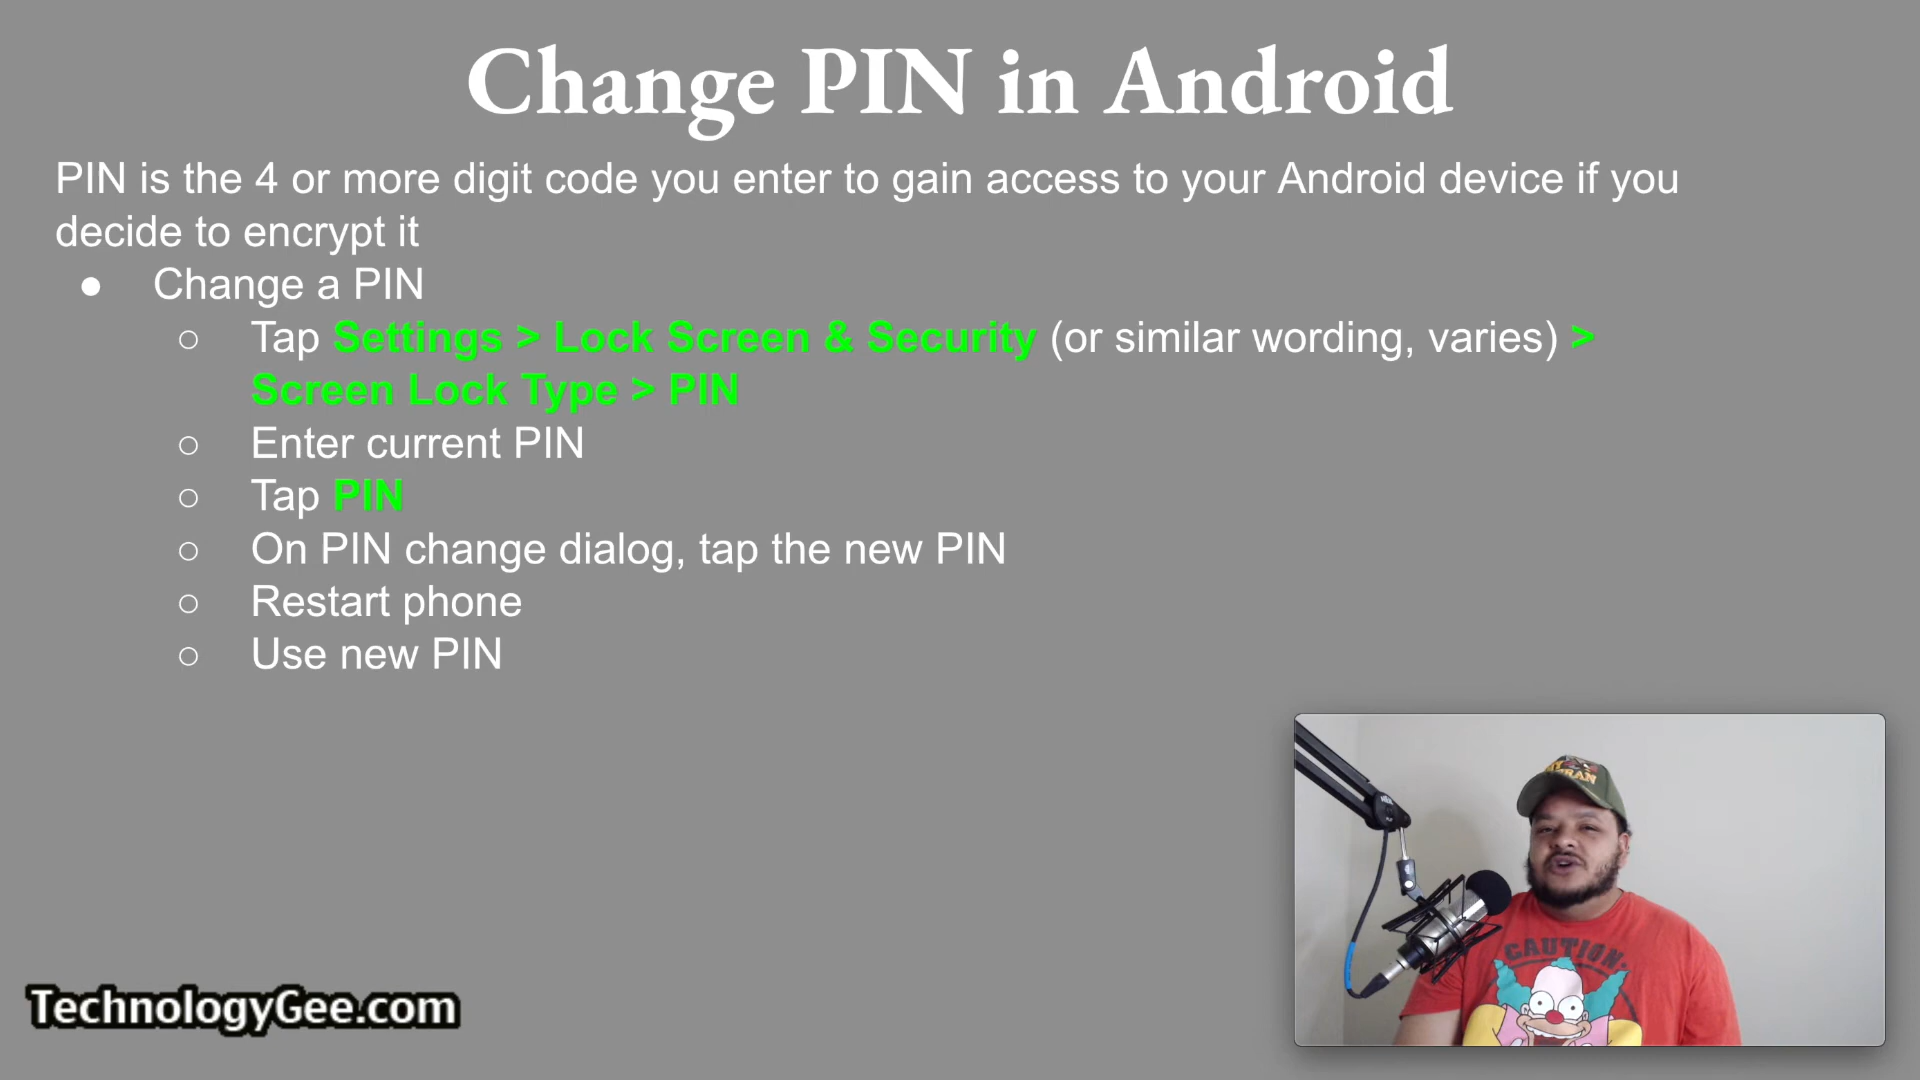 Change PIN in Android
PIN is the 4 or more digit code you enter to gain access to your Android device if you
decide to encrypt it
● Change a PIN
○ Tap Settings > Lock Screen & Security (or similar wording, varies) >
Screen Lock Type > PIN
○ Enter current PIN
○ Tap PIN
○ On PIN change dialog, tap the new PIN
○ Restart phone
○ Use new PIN
CAUTION
TechnologyGee.com